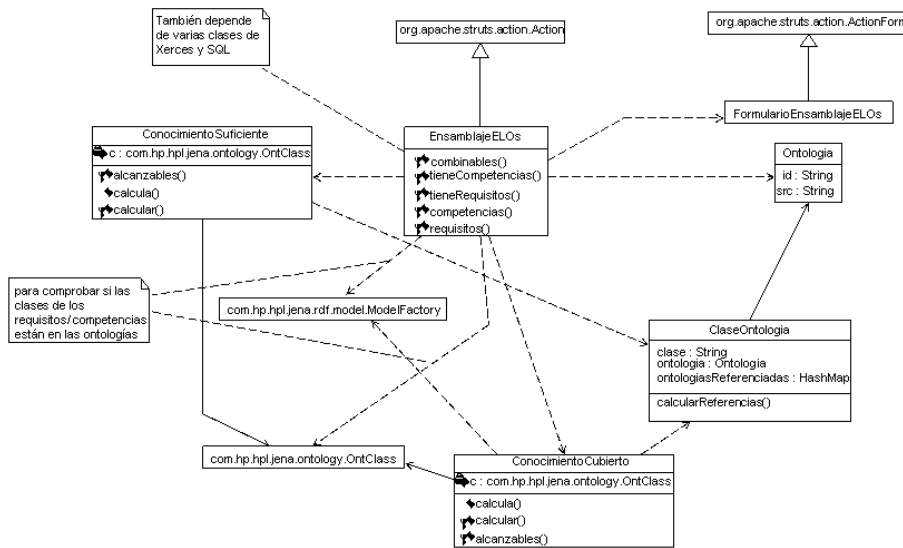 También depende
de varias clases de
Xerces y SQL
org.apache.struts.action.Action
org.apache.struts.action.ActionForm
FormularioEnsamblajeELOs
ConocimientoSuficiente
c : com.hp.hpl.jena.ontology.OntClass
alcanzables()
calcula()
calcular()
EnsamblajeELOs
combinables()
tieneCompetencias()
tieneRequisitos()
competencias()
requisitos()
Ontologia
id : String
src : String
para comprobar si las
clases de los
requisitos/competencias
están en las ontologías
com.hp.hpl.jena.rdf.model.ModelFactory
ClaseOntologia
clase : String
ontologia : Ontologia
ontologiasReferenciadas : HashMap
calcularReferencias()
com.hp.hpl.jena.ontology.OntClass
ConocimientoCubierto
c : com.hp.hpl.jena.ontology.OntClass
calcula()
calcular()
alcanzables()